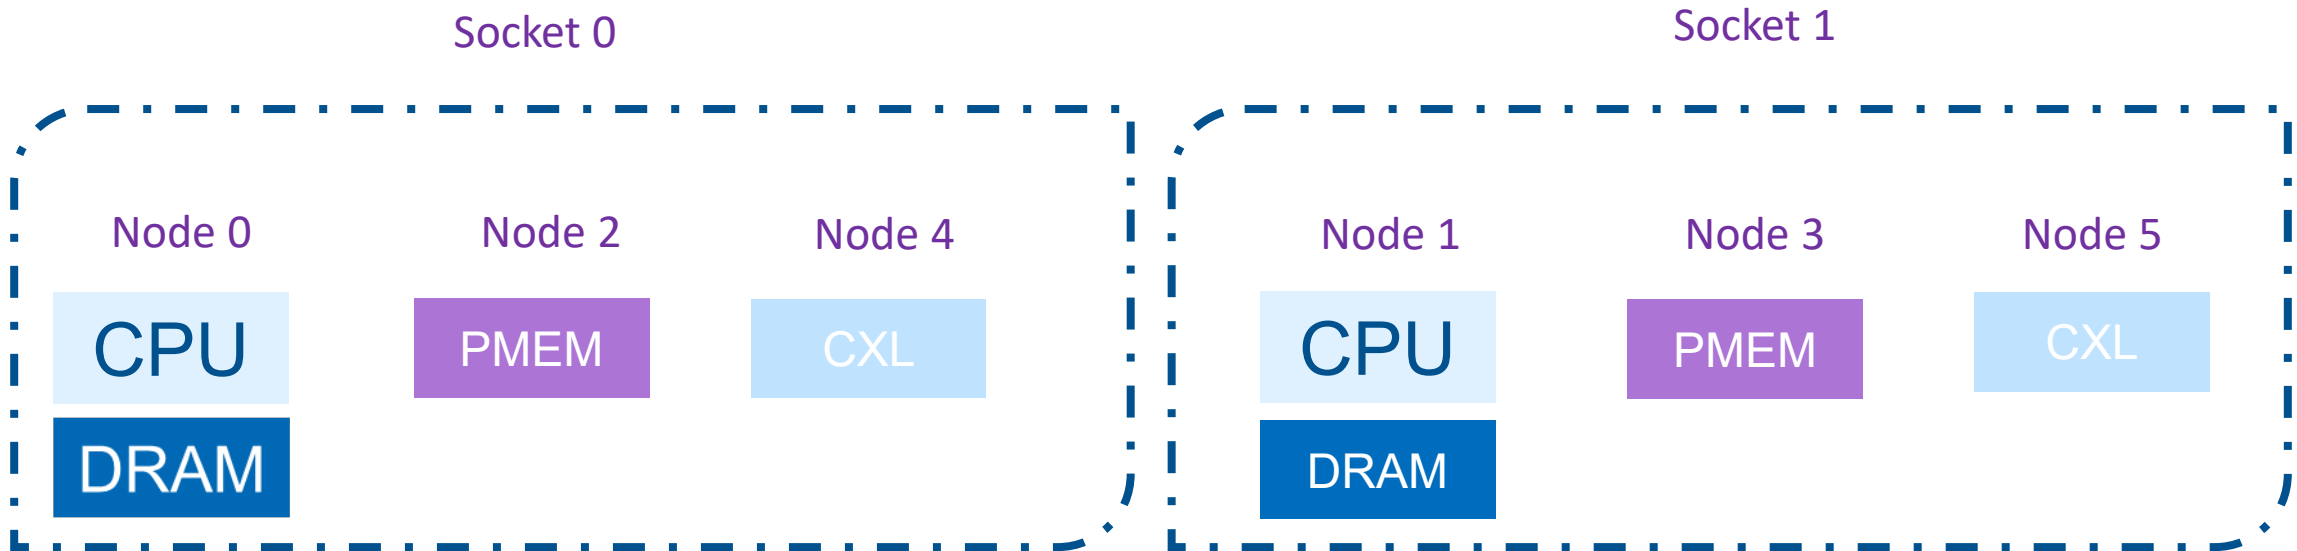 Socket 0
Node 0
Node 2
Node 4
CPU
PMEM
CXL
DRAM
Socket 1
Node 1
Node 3
Node 5
CPU
PMEM
CXL
DRAM